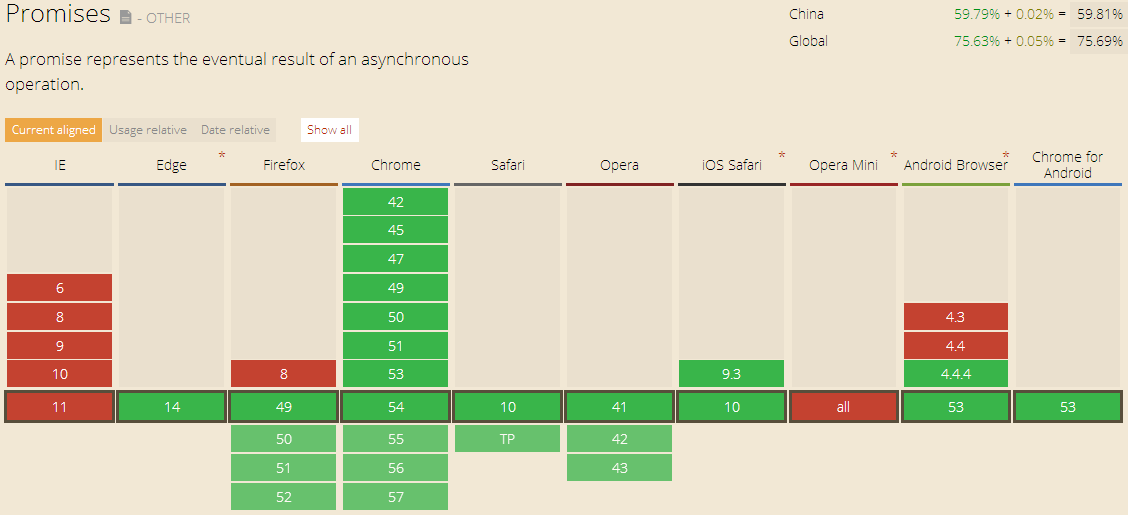 Promises - OTHER
China 59.79% + 0.02% = 59.81%
Global 75.63% + 0.05% = 75.69%
A promise represents the eventual result of an asynchronous
operation.
Current aligned Usage relative Date relative Show all
IE Edge * Firefox Chrome Safari Opera iOS Safari * Opera Mini * Android Browser * Chrome for
Android
42
45
47
6 49
8 50 4.3
9 51 4.4
10 8 53 9.3 4.4.4
11 14 49 54 10 41 10 all 53 53
50 55 TP 42
51 56 43
52 57